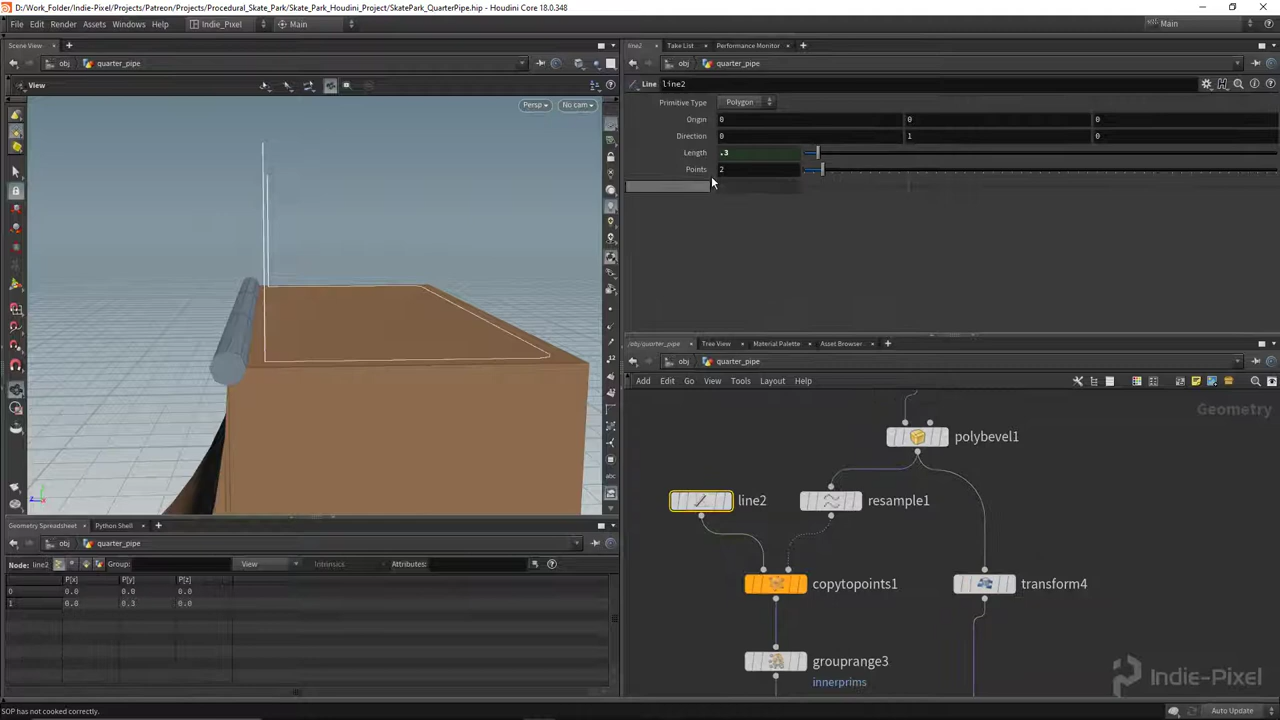 D:/Work_Folder/Indie-Pixel/Projects/Patreon/Projects/Procedural_Skate_Park/Skate_Park_Houdini_Project/SkatePark_QuarterPipe.hip - Houdini Core 18.0.348
File Edit Render Assets Windows Help Indie_Pixel Main Main
Scene View
obj quarter_pipe
View
Persp No cam
Geometry Spreadsheet Python Shell
obj quarter_pipe
Node: line2 Group: View Intrinsics Attributes:
P[x] P[y] P[z]
0 0.0 0.0 0.0
1 0.0 0.3 0.0
SOP has not cooked correctly.
line2 Take List Performance Monitor
obj quarter_pipe
Line line2
Primitive Type Polygon
Origin 0 0 0
Direction 0 1 0
Length .3
Points 2
/obj/quarter_pipe Tree View Material Palette Asset Browser
obj quarter_pipe
Add Edit Go View Tools Layout Help
Geometry
polybevel1
line2 resample1
copytopoints1 transform4
grouprange3
innerprims
Indie-Pixel
Auto Update